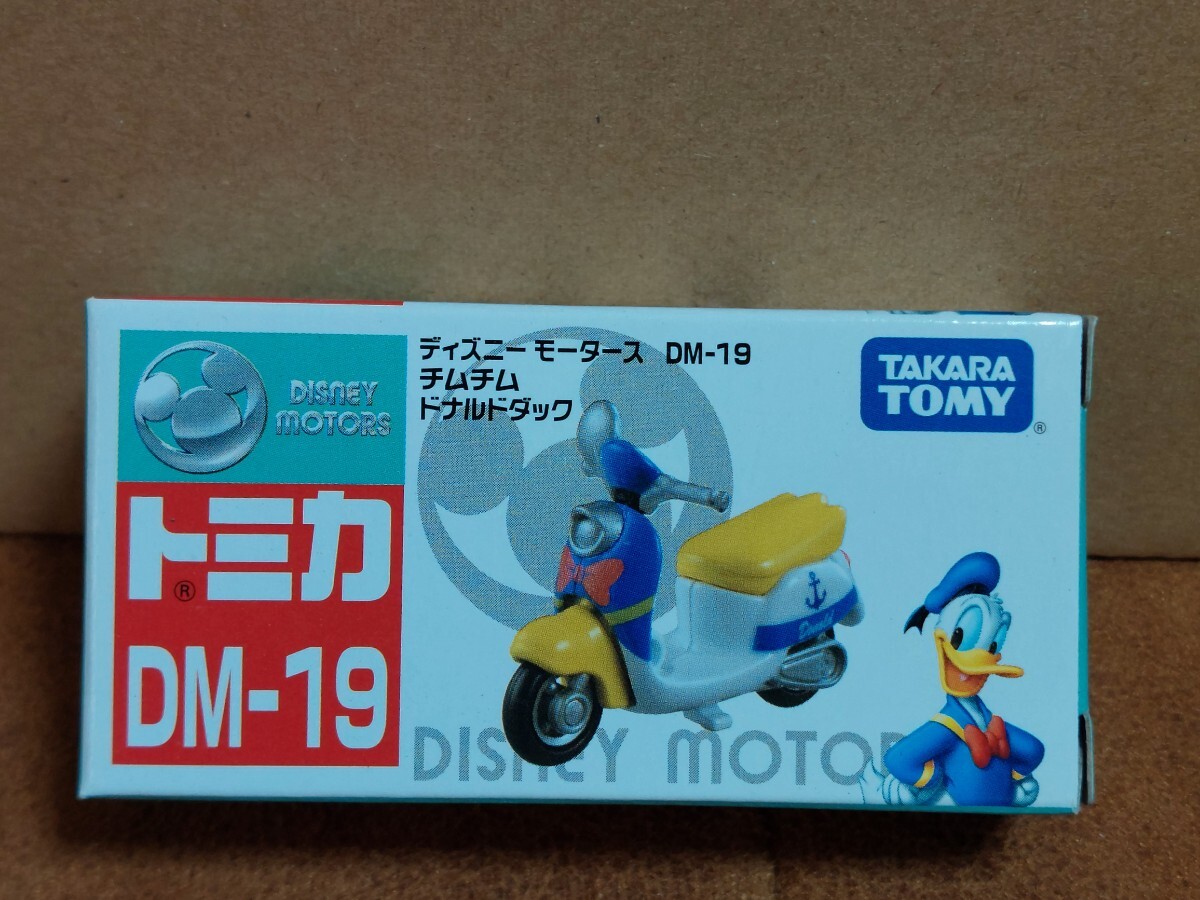 DISNEY
MOTORS
トミカ
®
DM-19
ディズニー モータース DM-19
チムチム
ドナルドダック
TAKARA
TOMY
®
Donald
DISNEY MOTOR